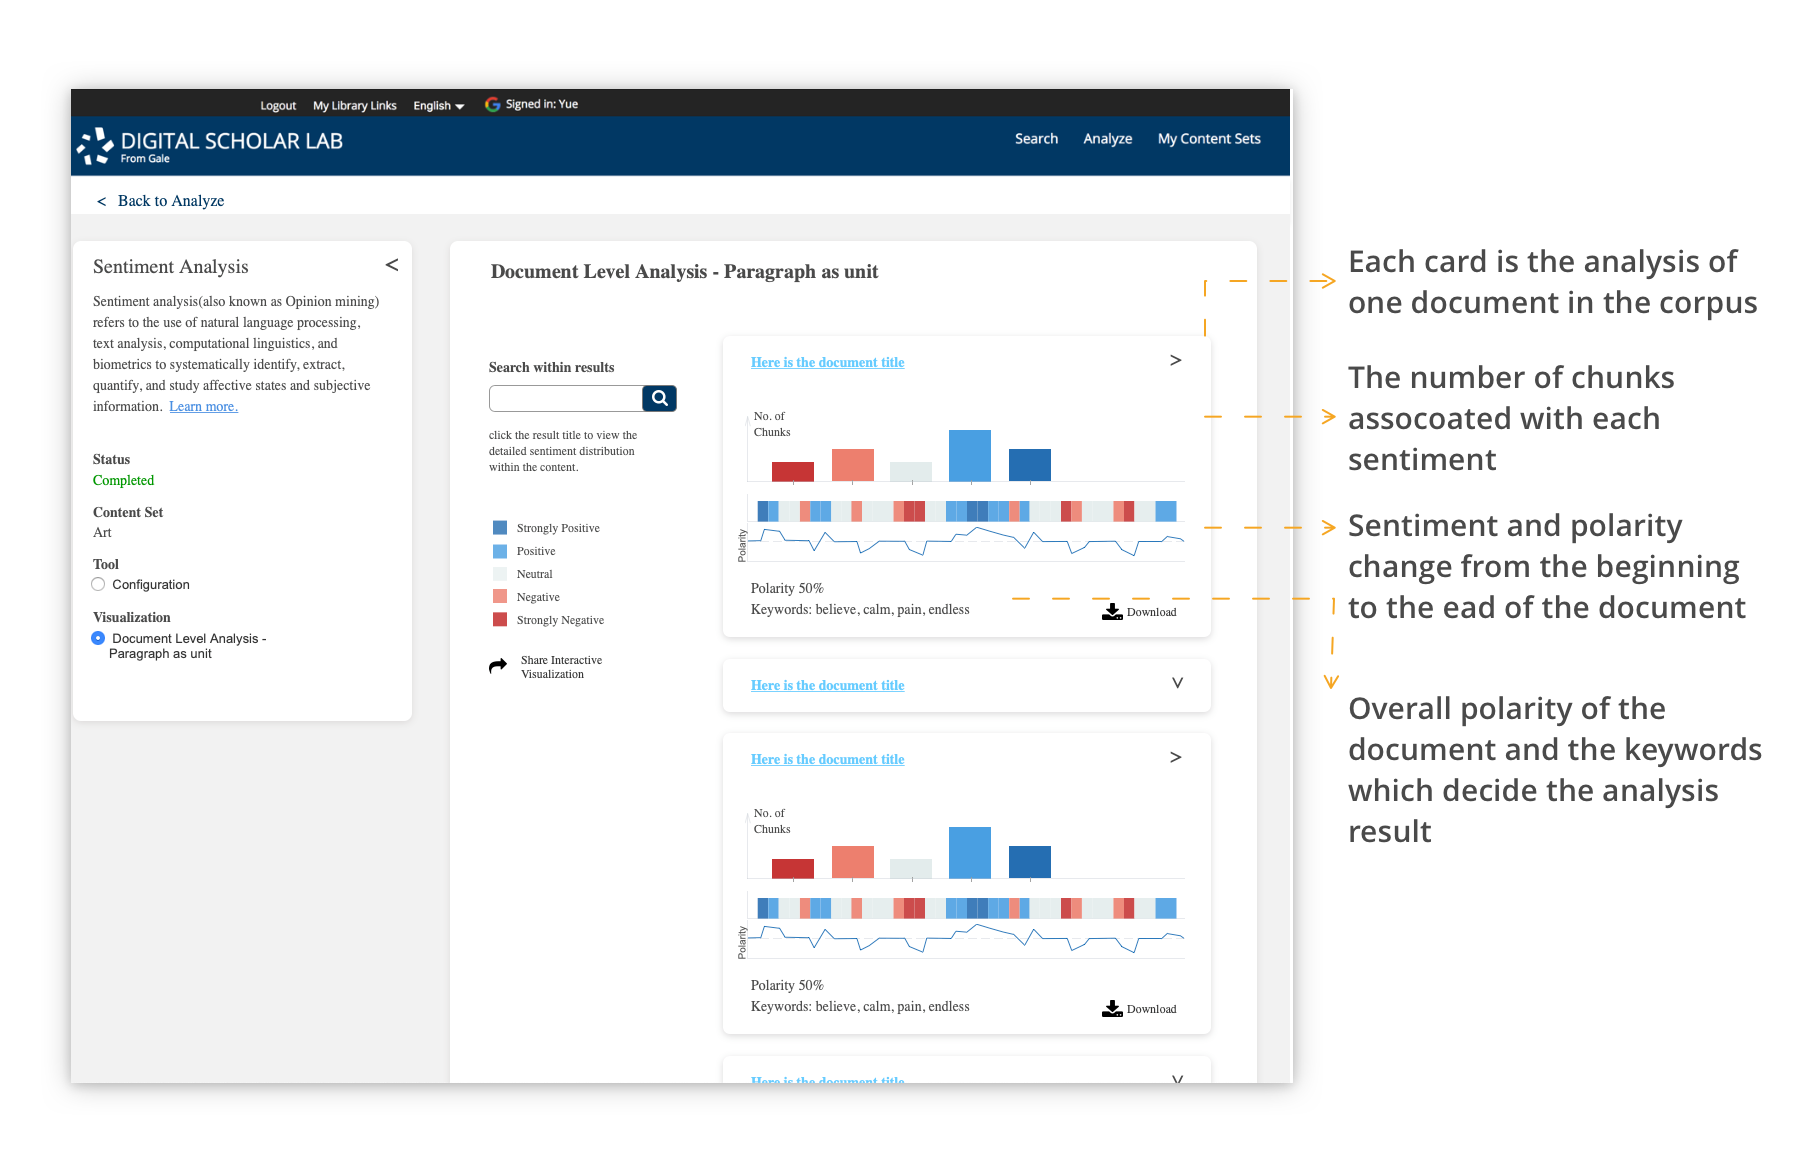 Logout My Library Links English Signed in: Yue
DIGITAL SCHOLAR LAB
From Gale
Search Analyze My Content Sets
< Back to Analyze
Sentiment Analysis <
Sentiment analysis(also known as Opinion mining)
refers to the use of natural language processing,
text analysis, computational linguistics, and
biometrics to systematically identify, extract,
quantify, and study affective states and subjective
information. Learn more.
Status
Completed
Content Set
Art
Tool
Configuration
Visualization
Document Level Analysis -
Paragraph as unit
Document Level Analysis - Paragraph as unit
Search within results
click the result title to view the
detailed sentiment distribution
within the content.
Strongly Positive
Positive
Neutral
Negative
Strongly Negative
Share Interactive
Visualization
Here is the document title >
No. of
Chunks
Polarity
Polarity 50%
Keywords: believe, calm, pain, endless
Download
Here is the document title
Here is the document title >
No. of
Chunks
Polarity
Polarity 50%
Keywords: believe, calm, pain, endless
Download
Here is the document title
Each card is the analysis of
one document in the corpus
The number of chunks
assocoated with each
sentiment
Sentiment and polarity
change from the beginning
to the ead of the document
Overall polarity of the
document and the keywords
which decide the analysis
result